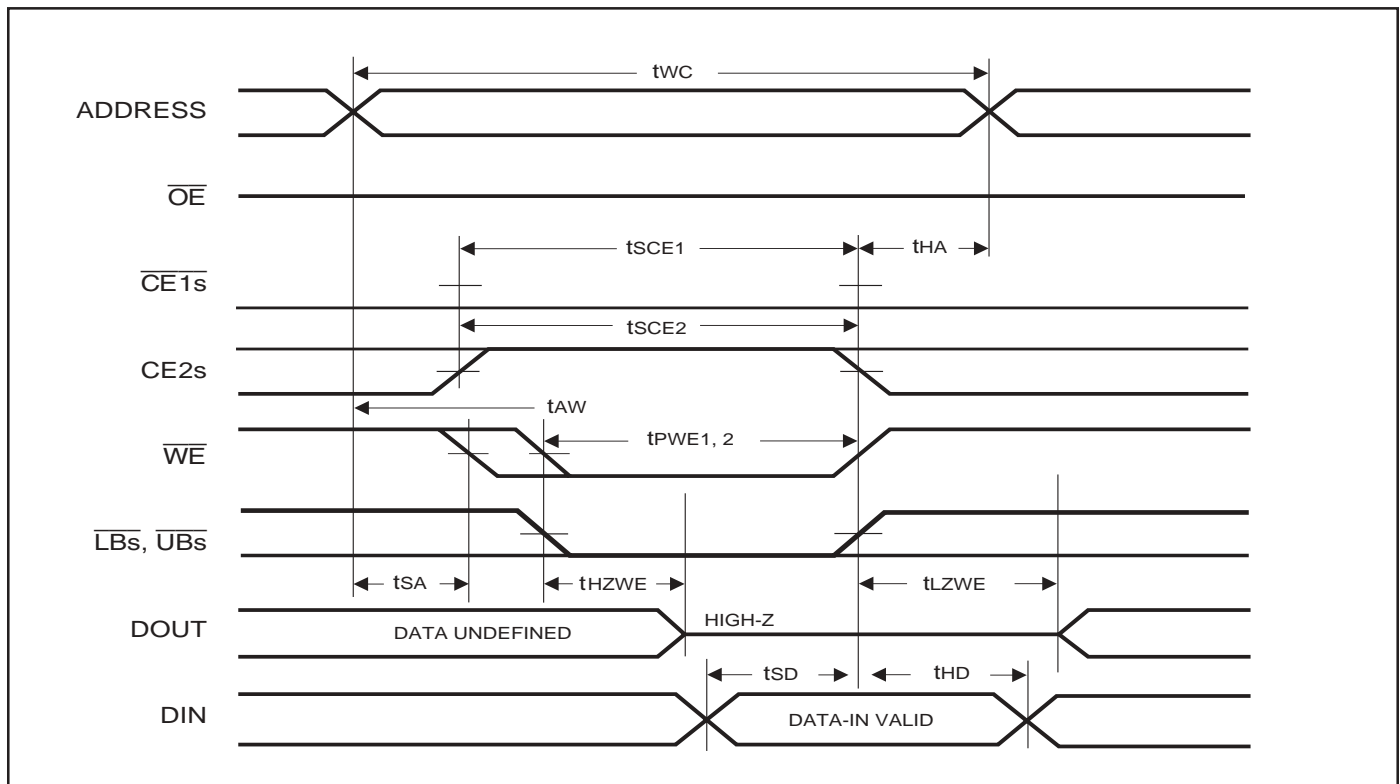 tWC
ADDRESS
OE
tSCE1
tHA
CE1s
tSCE2
CE2s
tAW
tPWE1, 2
WE
LBs, UBs
tSA
tHZWE
tLZWE
DOUT
DATA UNDEFINED
HIGH-Z
tSD
tHD
DIN
DATA-IN VALID